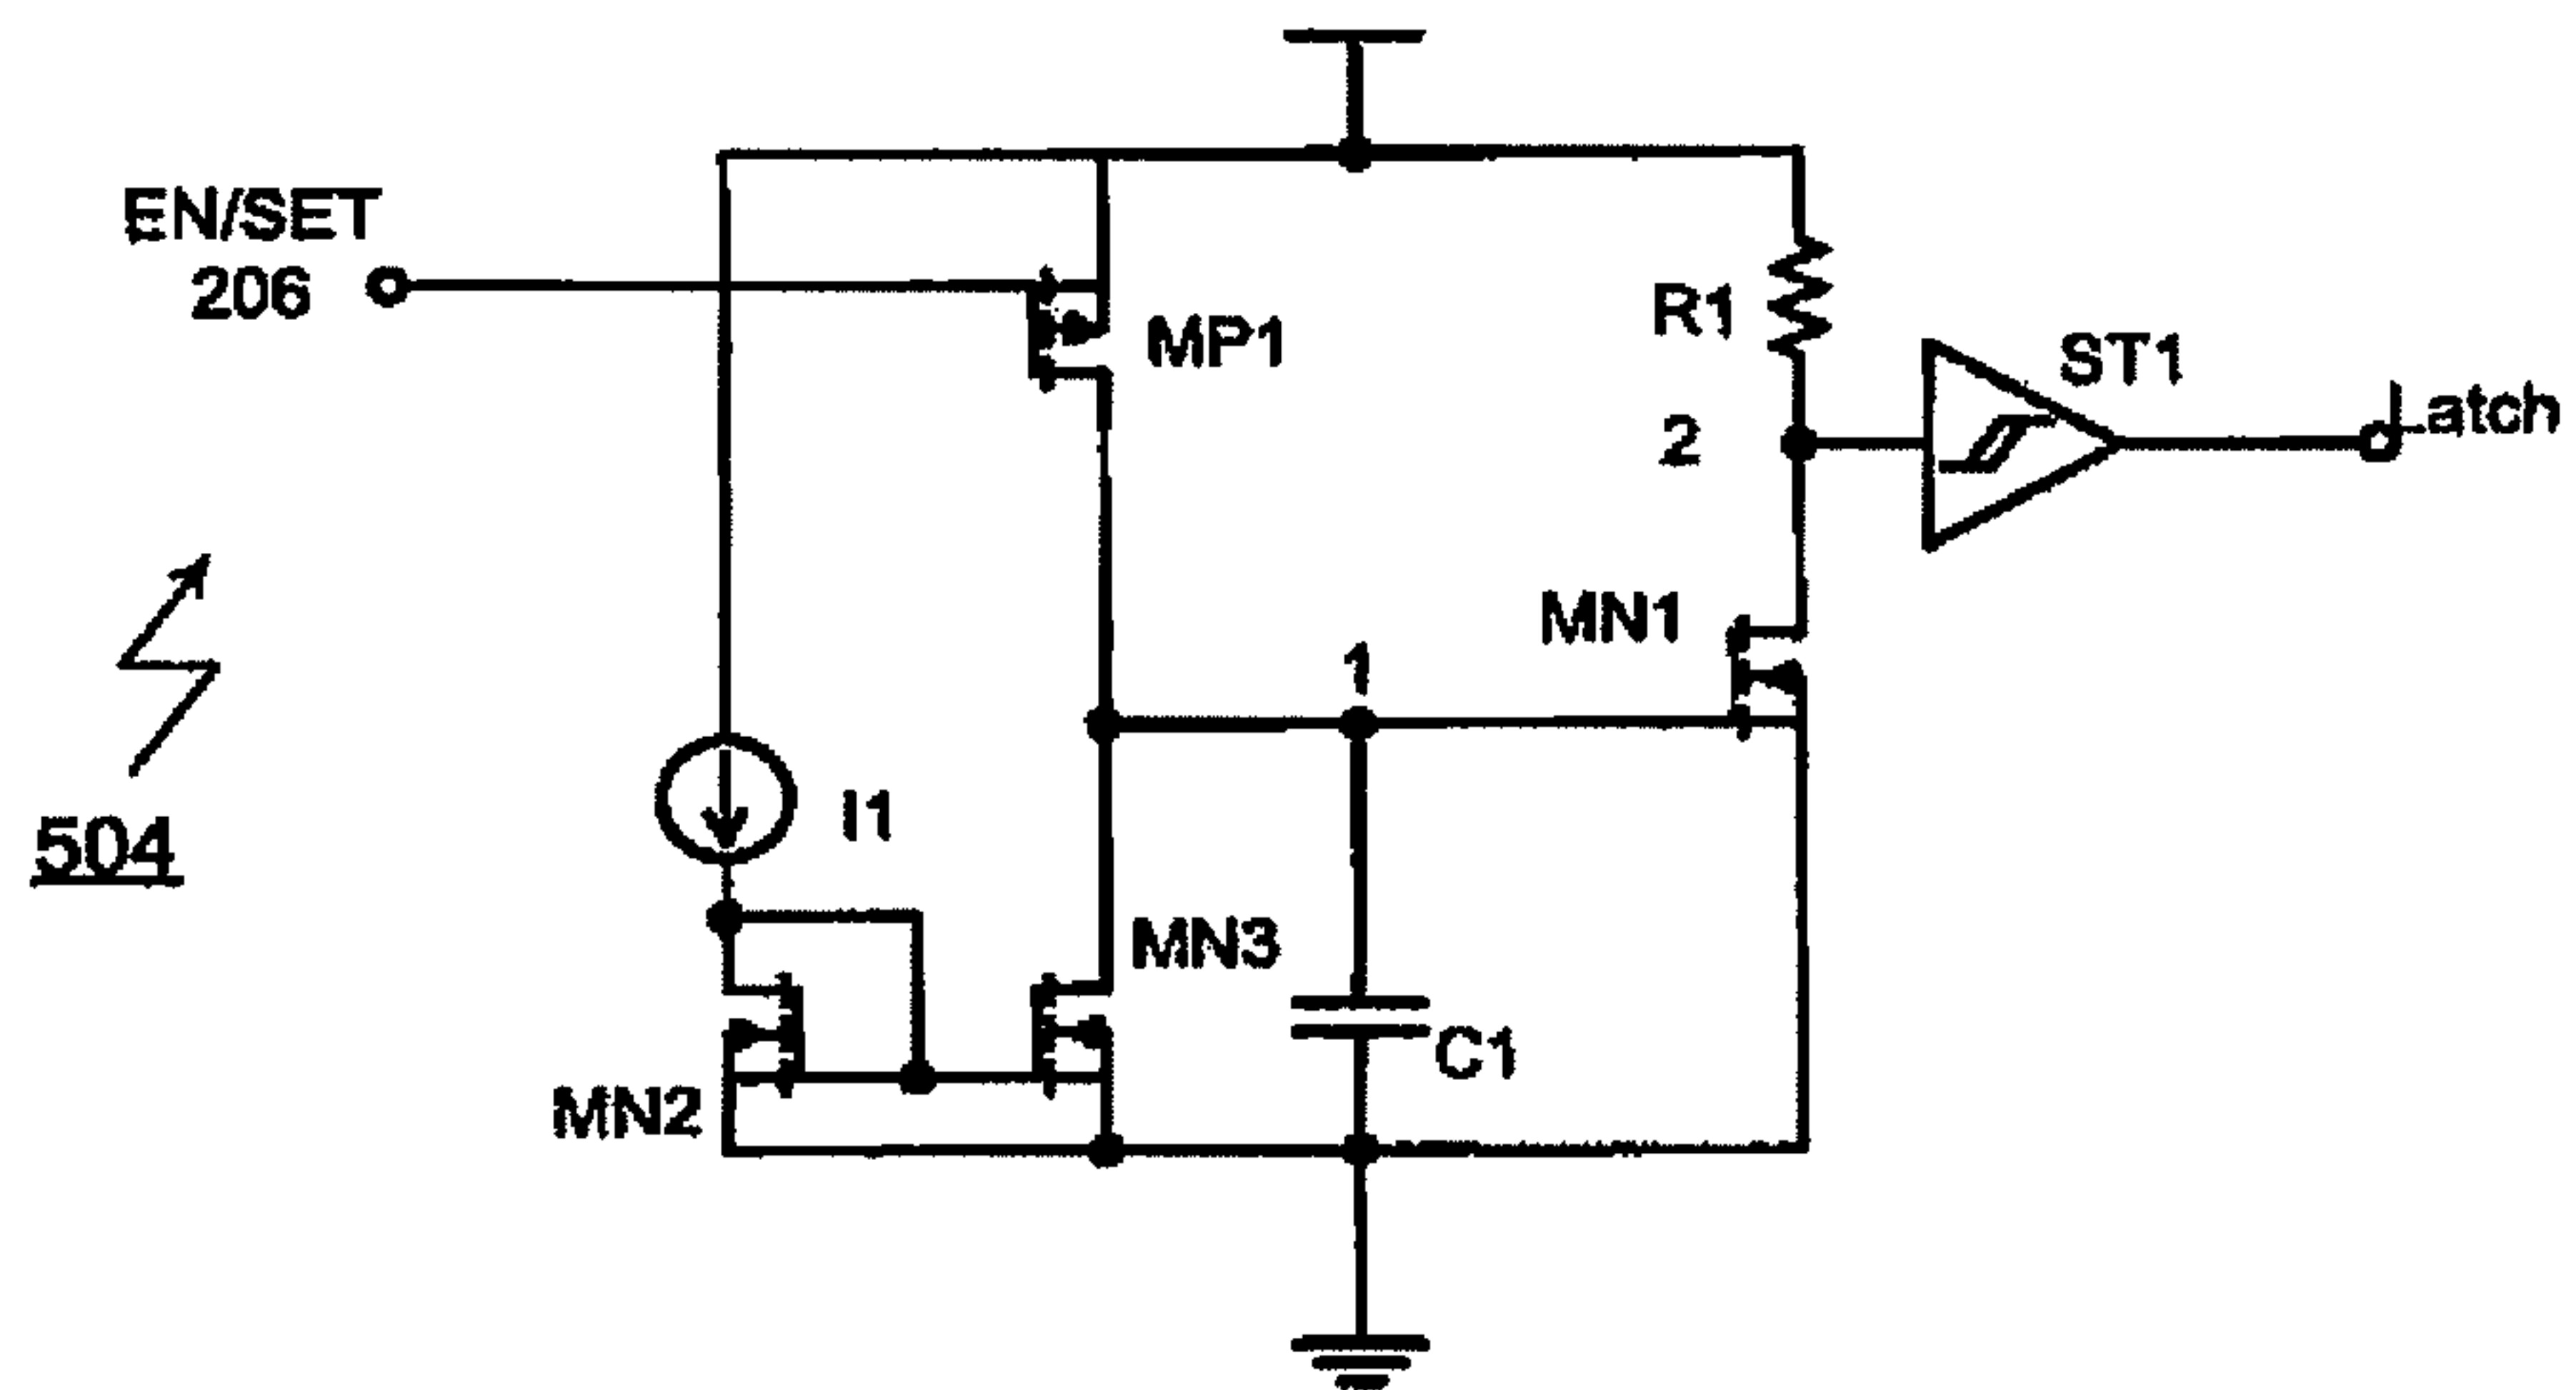 EN/SET
206
MP1
R1
ST1
Latch
2
MN1
1
I1
504
MN3
C1
MN2